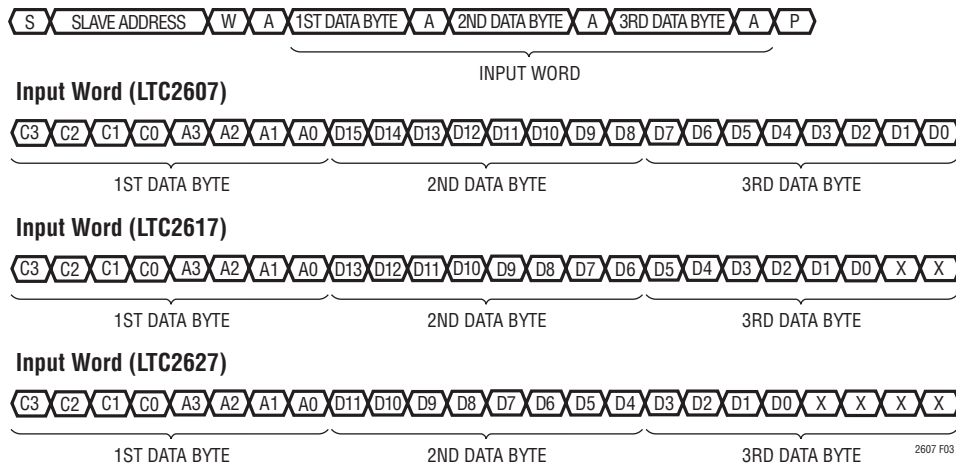 S SLAVE ADDRESS W A 1ST DATA BYTE A 2ND DATA BYTE A 3RD DATA BYTE A P
INPUT WORD
Input Word (LTC2607)
C3 C2 C1 C0 A3 A2 A1 A0 D15 D14 D13 D12 D11 D10 D9 D8 D7 D6 D5 D4 D3 D2 D1 D0
1ST DATA BYTE 2ND DATA BYTE 3RD DATA BYTE
Input Word (LTC2617)
C3 C2 C1 C0 A3 A2 A1 A0 D13 D12 D11 D10 D9 D8 D7 D6 D5 D4 D3 D2 D1 D0 X X
1ST DATA BYTE 2ND DATA BYTE 3RD DATA BYTE
Input Word (LTC2627)
C3 C2 C1 C0 A3 A2 A1 A0 D11 D10 D9 D8 D7 D6 D5 D4 D3 D2 D1 D0 X X X X
1ST DATA BYTE 2ND DATA BYTE 3RD DATA BYTE 2607 F03